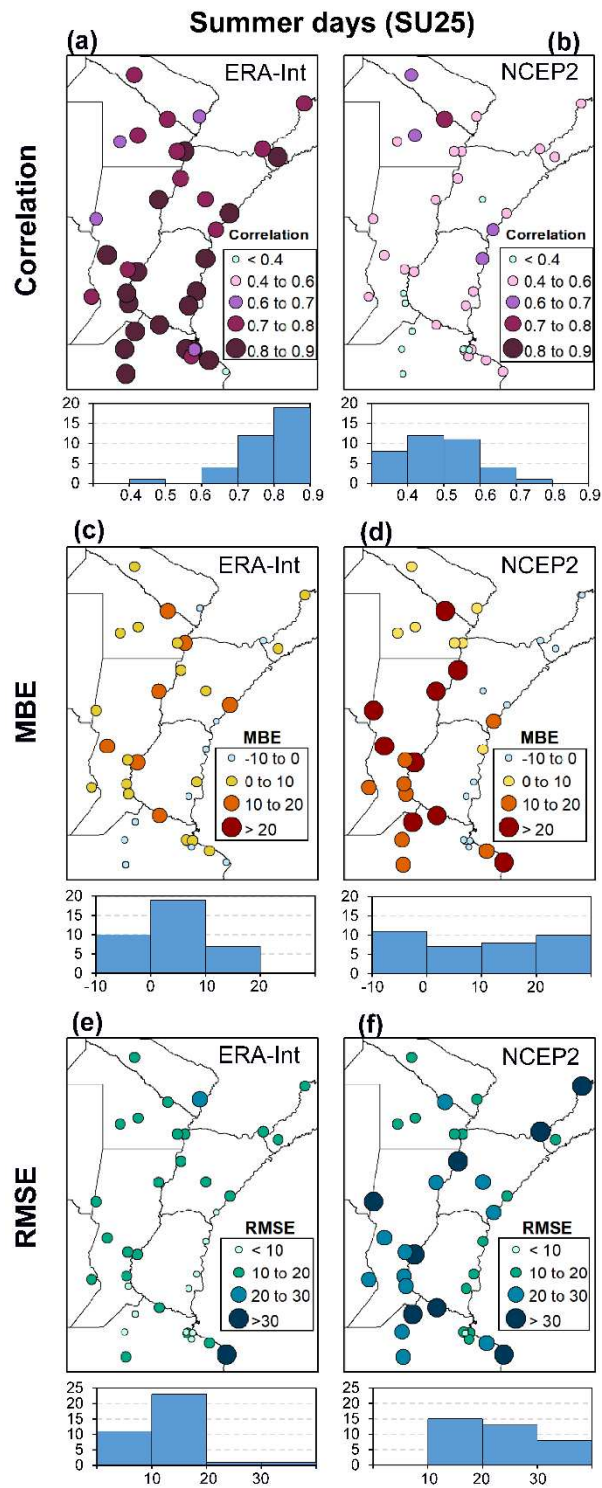 Summer days (SU25)
(a)
ERA-Int
(b)
NCEP2
Correlation
Correlation
< 0.4
0.4 to 0.6
0.6 to 0.7
0.7 to 0.8
0.8 to 0.9
Correlation
< 0.4
0.4 to 0.6
0.6 to 0.7
0.7 to 0.8
0.8 to 0.9
20
15
10
5
0
0.4 0.5 0.6 0.7 0.8 0.9
20
15
10
5
0
0.4 0.5 0.6 0.7 0.8 0.9
(c)
ERA-Int
(d)
NCEP2
MBE
MBE
-10 to 0
0 to 10
10 to 20
> 20
MBE
-10 to 0
0 to 10
10 to 20
> 20
20
15
10
5
0
-10 0 10 20
20
15
10
5
0
-10 0 10 20
(e)
ERA-Int
(f)
NCEP2
RMSE
RMSE
< 10
10 to 20
20 to 30
>30
RMSE
< 10
10 to 20
20 to 30
>30
25
20
15
10
5
0
10 20 30
25
20
15
10
5
0
10 20 30